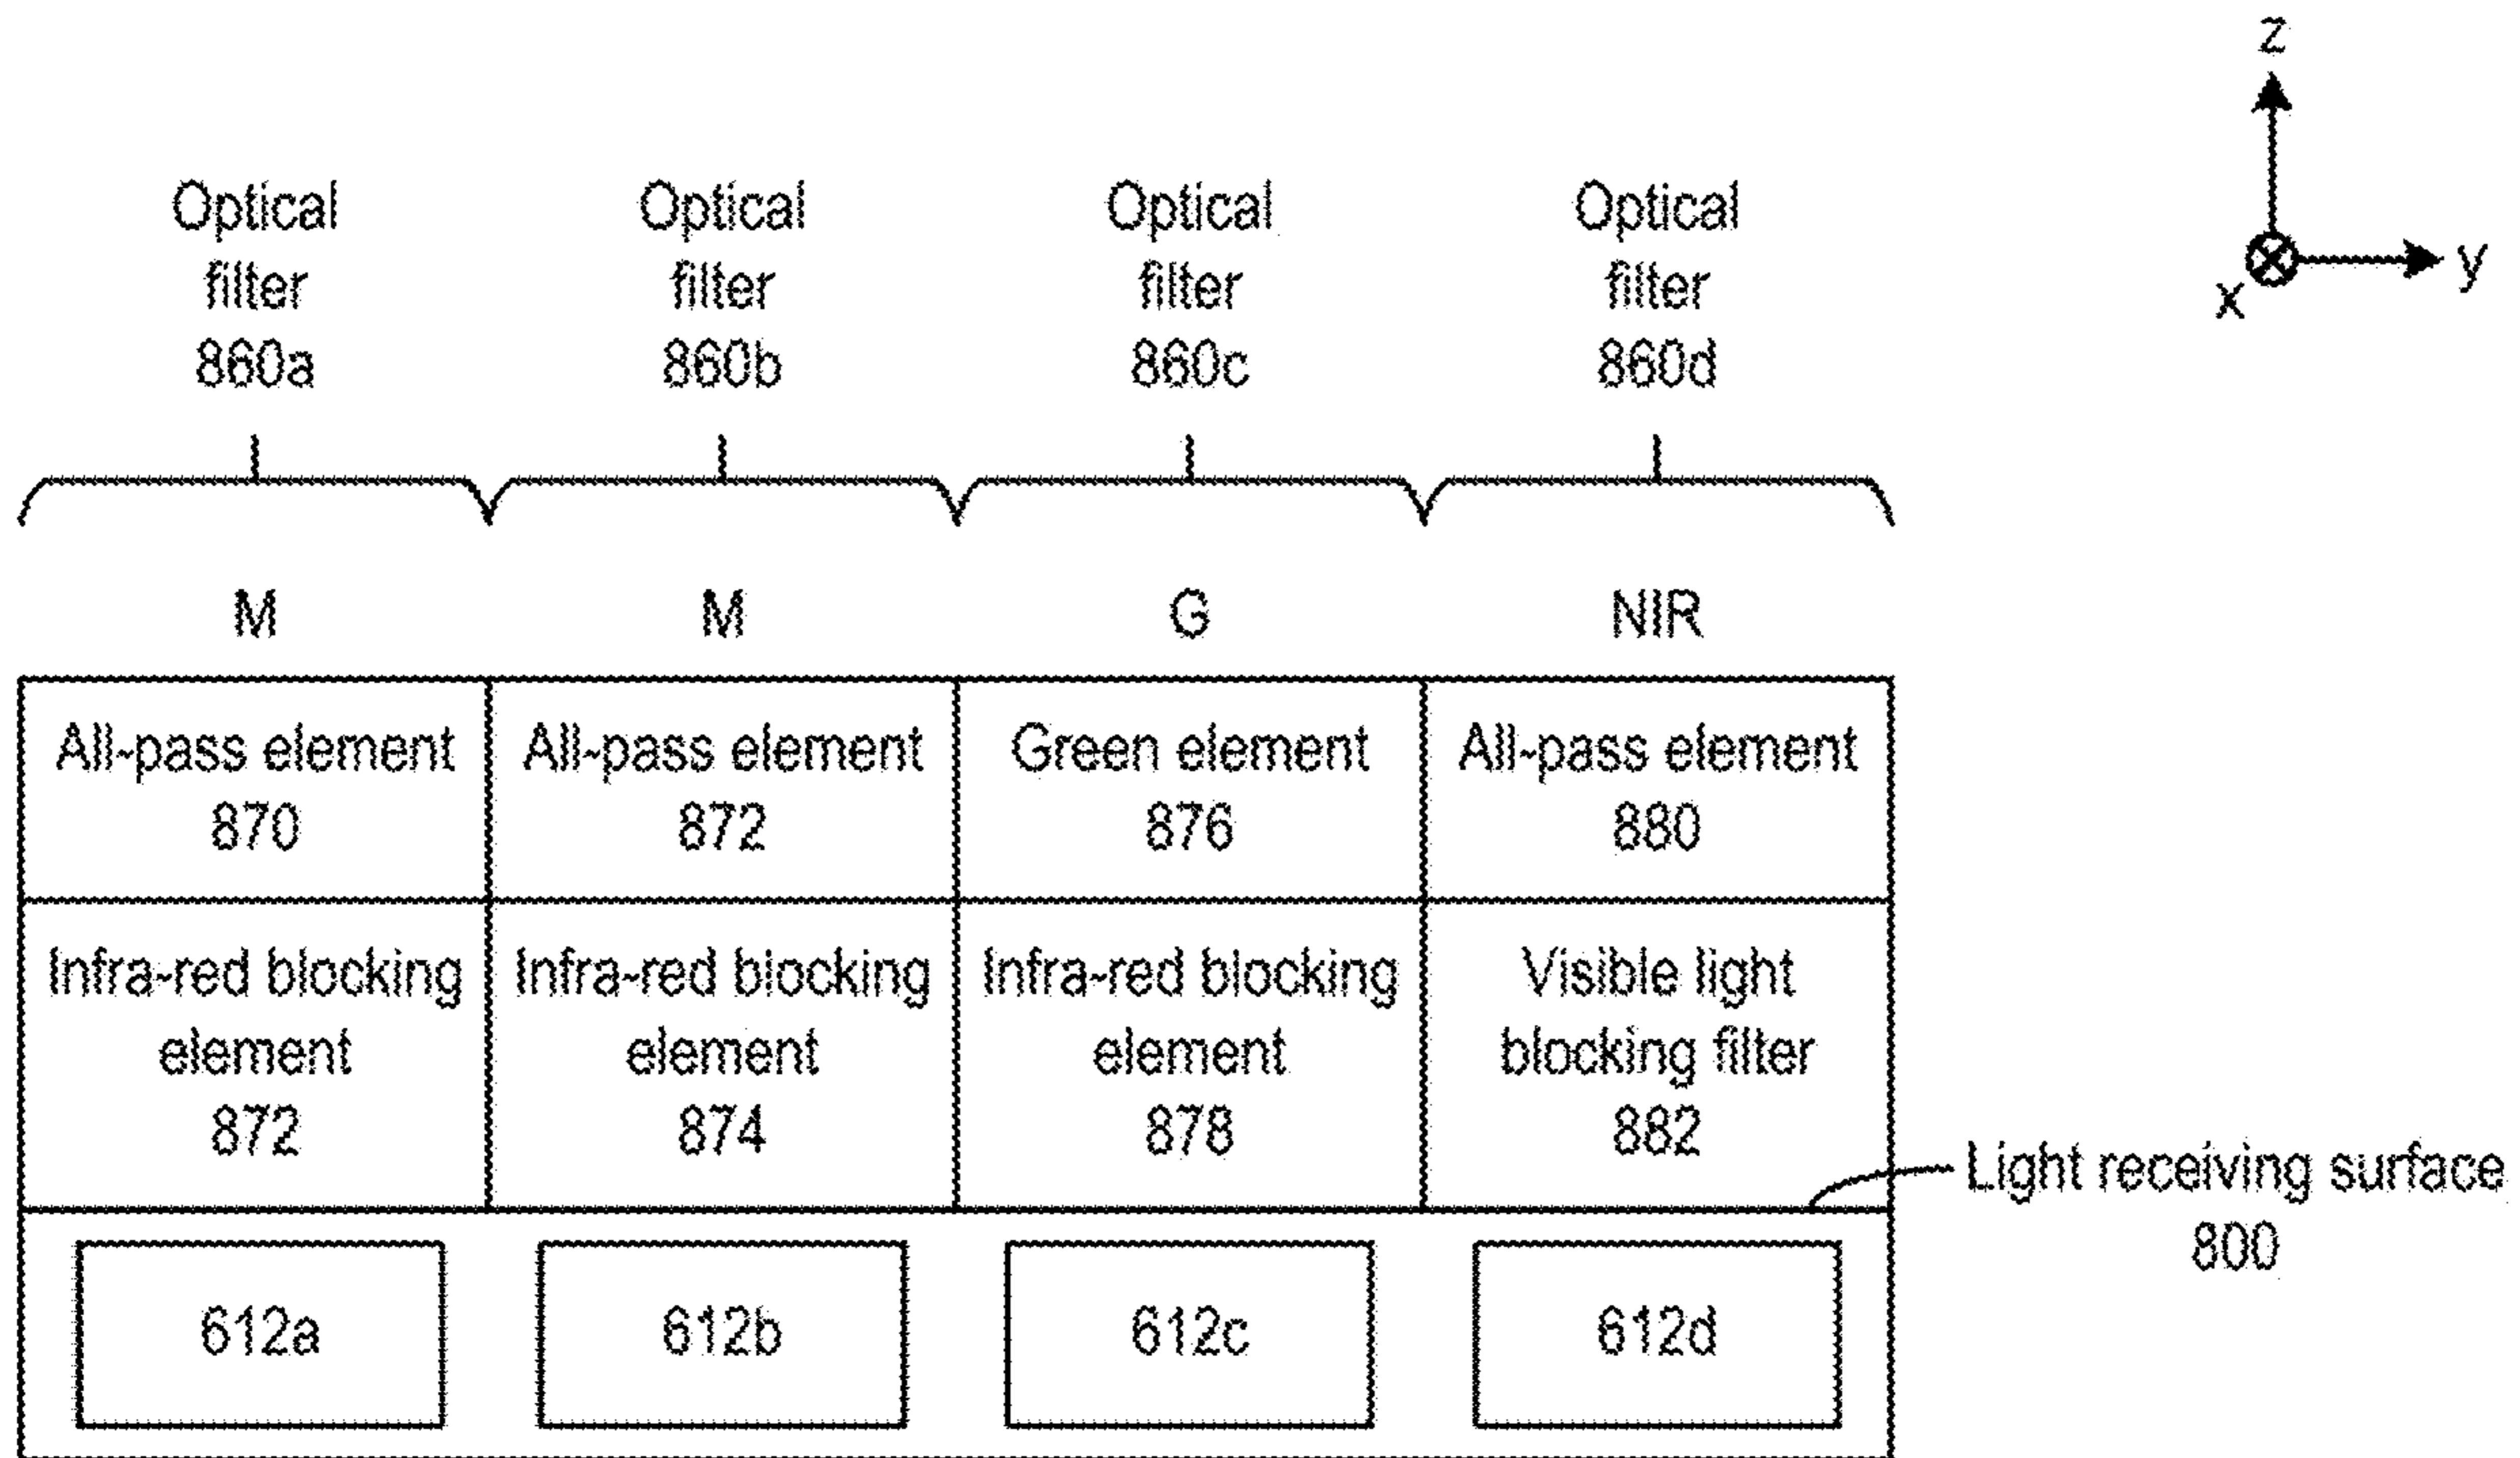 z
y
x
Optical
filter
860a
Optical
filter
860b
Optical
filter
860c
Optical
filter
860d
M
M
G
NIR
All-pass element
870
All-pass element
872
Green element
876
All-pass element
880
Infra-red blocking
element
872
Infra-red blocking
element
874
Infra-red blocking
element
878
Visible light
blocking filter
882
Light receiving surface
800
612a
612b
612c
612d